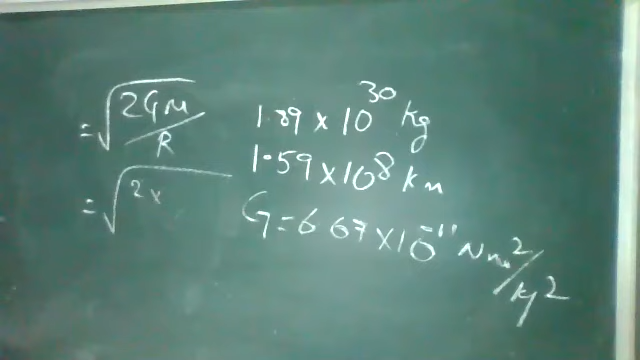 = √(2GM/R)
1.89 x 10^30 kg
1.59 x 10^8 km
= √(2x
G = 6.67 x 10^-11 Nm^2/kg^2